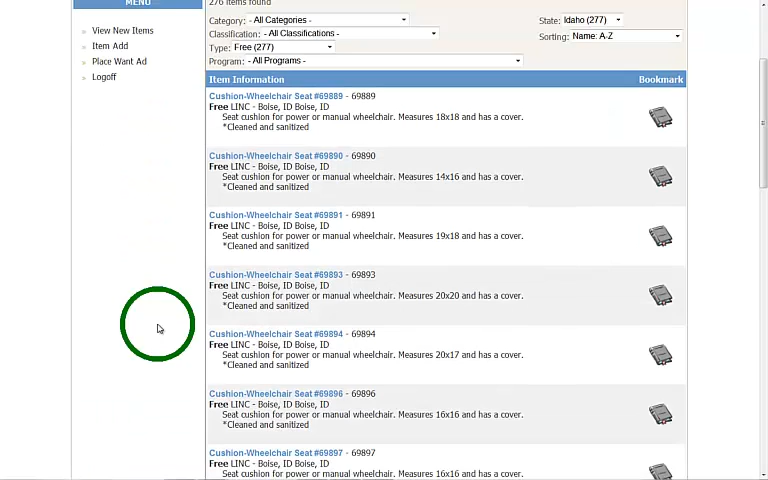 MENU
View New Items
Item Add
Place Want Ad
Logoff
276 items found
Category: - All Categories -
Classification: - All Classifications -
Type: Free (277)
Program: - All Programs -
State: Idaho (277)
Sorting: Name: A-Z
Item Information Bookmark
Cushion-Wheelchair Seat #69889 - 69889
Free LINC - Boise, ID Boise, ID
Seat cushion for power or manual wheelchair. Measures 18x18 and has a cover.
*Cleaned and sanitized
Cushion-Wheelchair Seat #69890 - 69890
Free LINC - Boise, ID Boise, ID
Seat cushion for power or manual wheelchair. Measures 14x16 and has a cover.
*Cleaned and sanitized
Cushion-Wheelchair Seat #69891 - 69891
Free LINC - Boise, ID Boise, ID
Seat cushion for power or manual wheelchair. Measures 19x18 and has a cover.
*Cleaned and sanitized
Cushion-Wheelchair Seat #69893 - 69893
Free LINC - Boise, ID Boise, ID
Seat cushion for power or manual wheelchair. Measures 20x20 and has a cover.
*Cleaned and sanitized
Cushion-Wheelchair Seat #69894 - 69894
Free LINC - Boise, ID Boise, ID
Seat cushion for power or manual wheelchair. Measures 20x17 and has a cover.
*Cleaned and sanitized
Cushion-Wheelchair Seat #69896 - 69896
Free LINC - Boise, ID Boise, ID
Seat cushion for power or manual wheelchair. Measures 16x16 and has a cover.
*Cleaned and sanitized
Cushion-Wheelchair Seat #69897 - 69897
Free LINC - Boise, ID Boise, ID
Seat cushion for power or manual wheelchair. Measures 16x16 and has a cover.